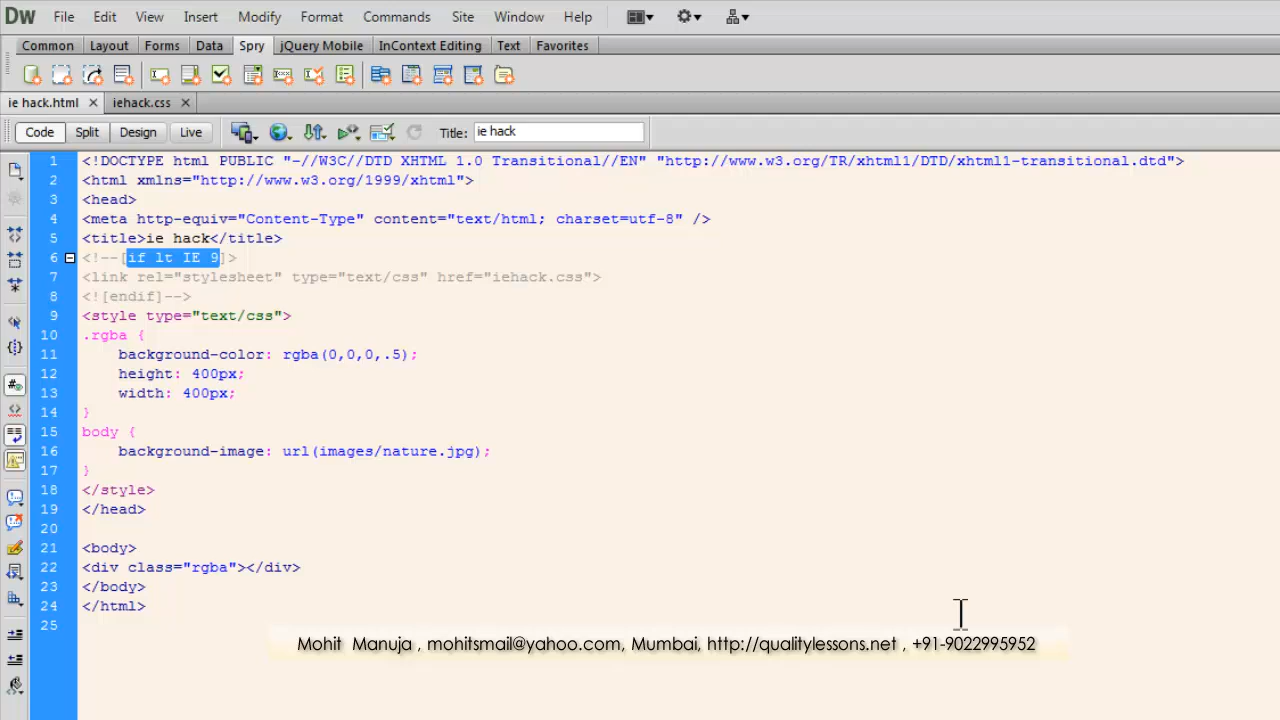 Dw File Edit View Insert Modify Format Commands Site Window Help
Common Layout Forms Data Spry jQuery Mobile InContext Editing Text Favorites
ie hack.html × iehack.css ×
Code Split Design Live Title: ie hack
1 <!DOCTYPE html PUBLIC "-//W3C//DTD XHTML 1.0 Transitional//EN" "http://www.w3.org/TR/xhtml1/DTD/xhtml1-transitional.dtd">
2 <html xmlns="http://www.w3.org/1999/xhtml">
3 <head>
4 <meta http-equiv="Content-Type" content="text/html; charset=utf-8" />
5 <title>ie hack</title>
6 <!--[if lt IE 9]>
7 <link rel="stylesheet" type="text/css" href="iehack.css">
8 <![endif]-->
9 <style type="text/css">
10 .rgba {
11 background-color: rgba(0,0,0,.5);
12 height: 400px;
13 width: 400px;
14 }
15 body {
16 background-image: url(images/nature.jpg);
17 }
18 </style>
19 </head>
20
21 <body>
22 <div class="rgba"></div>
23 </body>
24 </html>
25
Mohit Manuja , mohitsmail@yahoo.com, Mumbai, http://qualitylessons.net , +91-9022995952